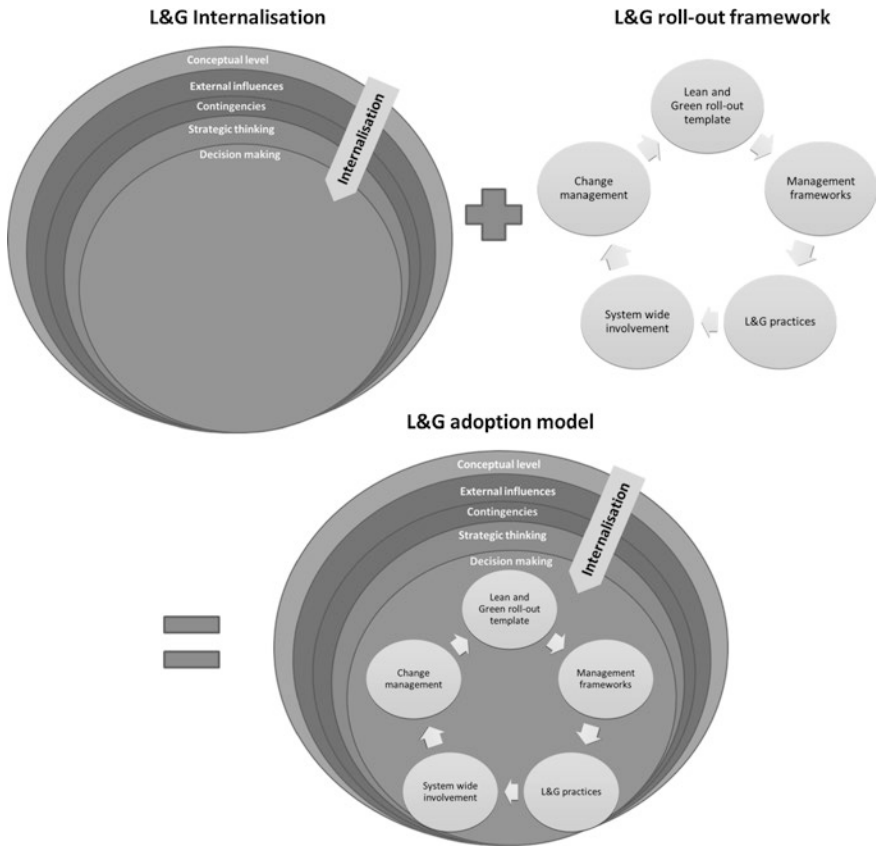 L&G Internalisation
Conceptual level
External influences
Contingencies
Strategic thinking
Decision making
Internalisation
L&G roll-out framework
Lean and
Green roll-out
template
Management
frameworks
L&G practices
System wide
involvement
Change
management
L&G adoption model
Conceptual level
External influences
Contingencies
Strategic thinking
Decision making
Internalisation
Lean and
Green roll-out
template
Management
frameworks
L&G practices
System wide
involvement
Change
management